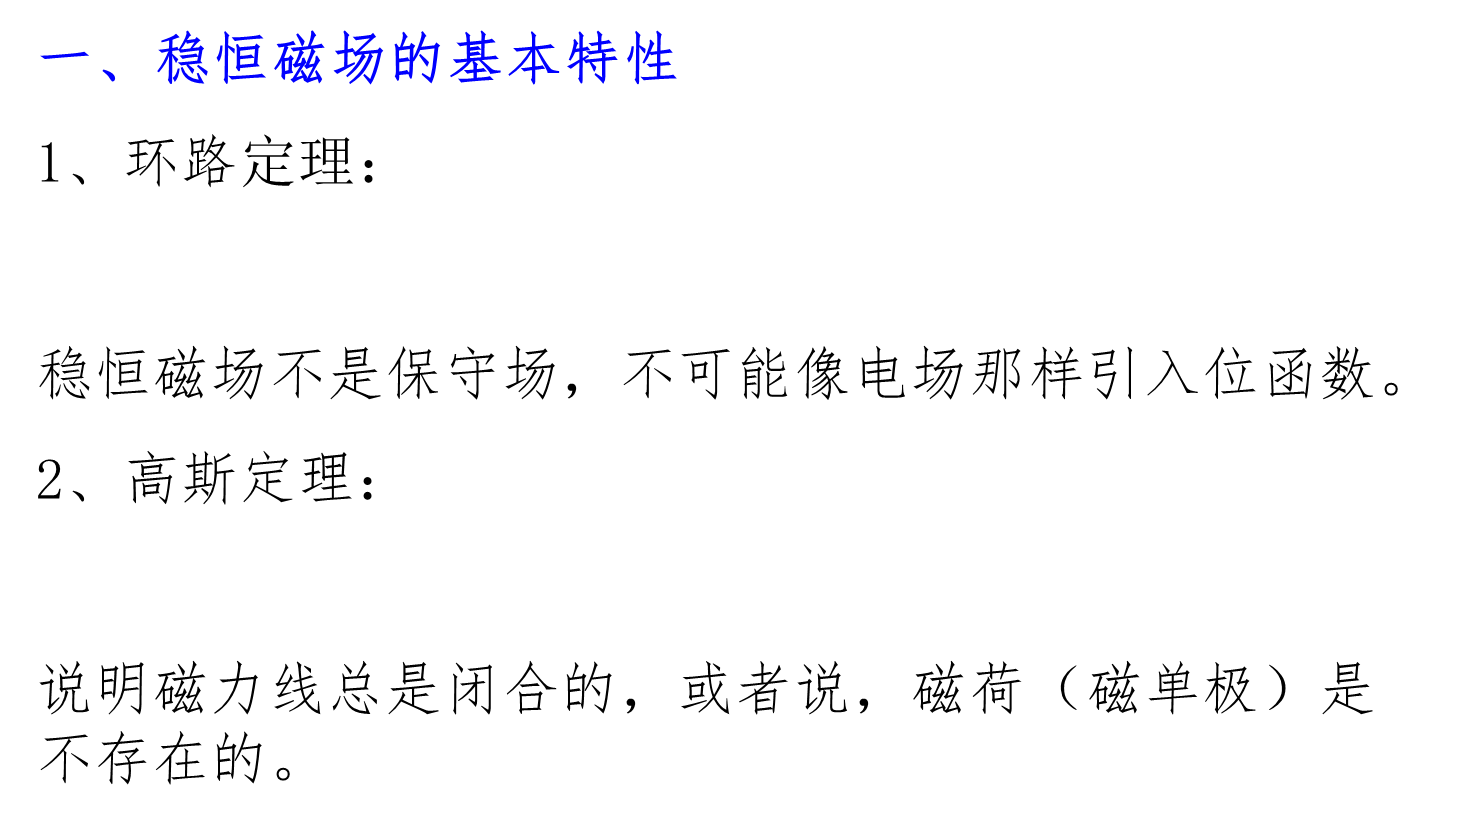 一、稳恒磁场的基本特性
1、环路定理：
稳恒磁场不是保守场，不可能像电场那样引入位函数。
2、高斯定理：
说明磁力线总是闭合的，或者说，磁荷（磁单极）是
不存在的。